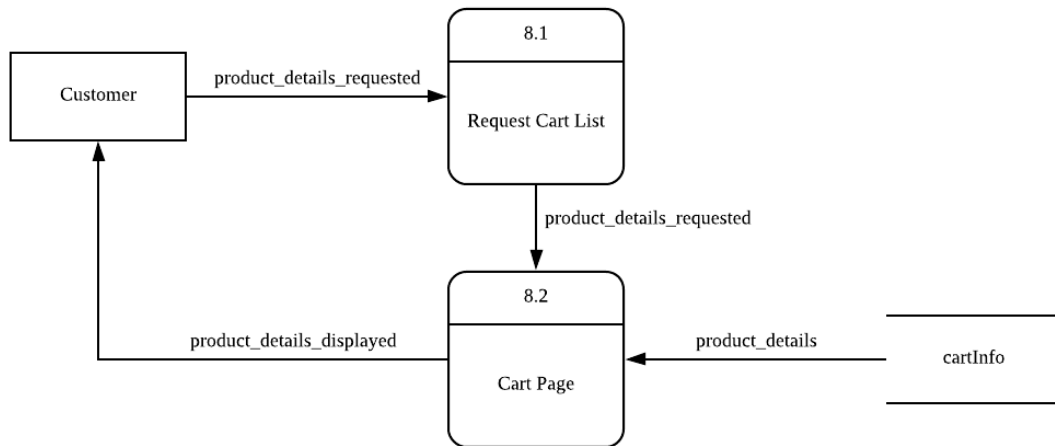 8.1
Customer
product_details_requested
Request Cart List
product_details_requested
8.2
product_details_displayed
product_details
cartInfo
Cart Page